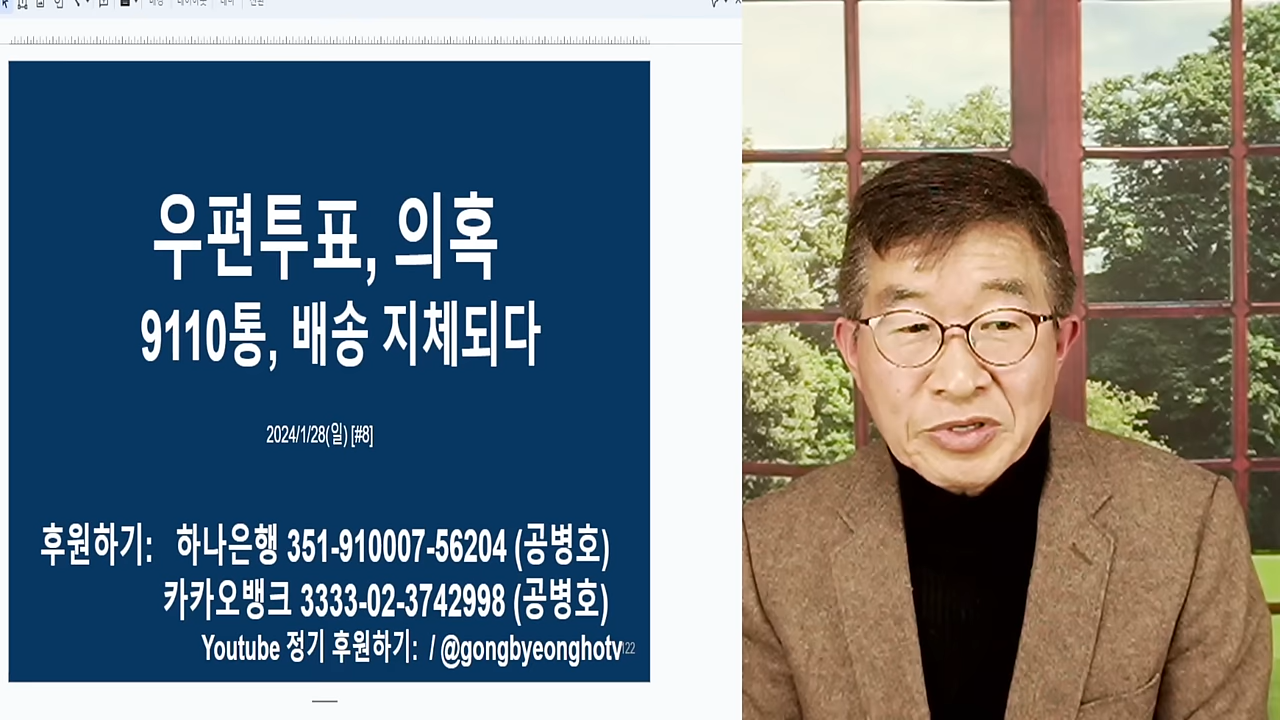 우편투표, 의혹
9110통, 배송 지체되다
2024/1/28(일) [#8]
후원하기: 하나은행 351-910007-56204 (공병호)
카카오뱅크 3333-02-3742998 (공병호)
Youtube 정기 후원하기: / @gongbyeonghotv
122